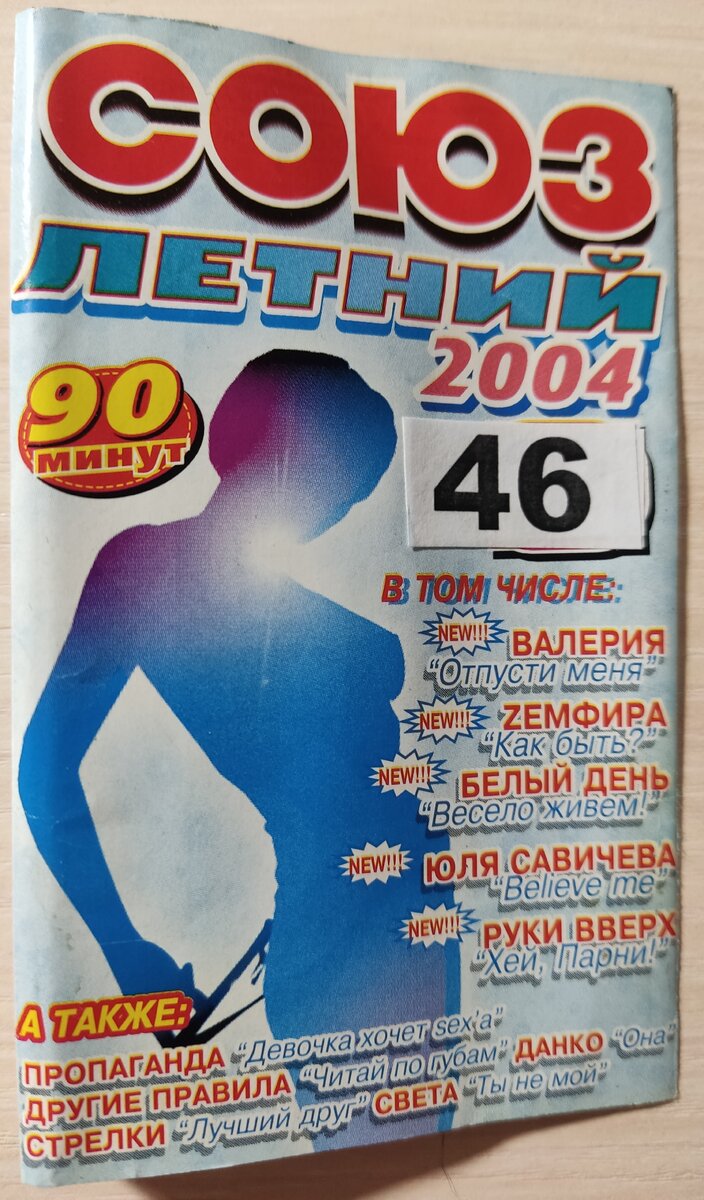 СОЮЗ
ЛЕТНИЙ
2004
90
МИНУТ
46
В ТОМ ЧИСЛЕ:
NEW!!! ВАЛЕРИЯ
"Отпусти меня"
NEW!!! ZЕМФИРА
"Как быть?"
NEW!!! БЕЛЫЙ ДЕНЬ
"Весело живем!"
NEW!!! ЮЛЯ САВИЧЕВА
"Believe me"
NEW!!! РУКИ ВВЕРХ
"Хей, Парни!"
А ТАКЖЕ:
ПРОПАГАНДА "Девочка хочет sex'a"
ДРУГИЕ ПРАВИЛА "Читай по губам" ДАНКО "Она"
СТРЕЛКИ "Лучший друг" СВЕТА "Ты не мой"